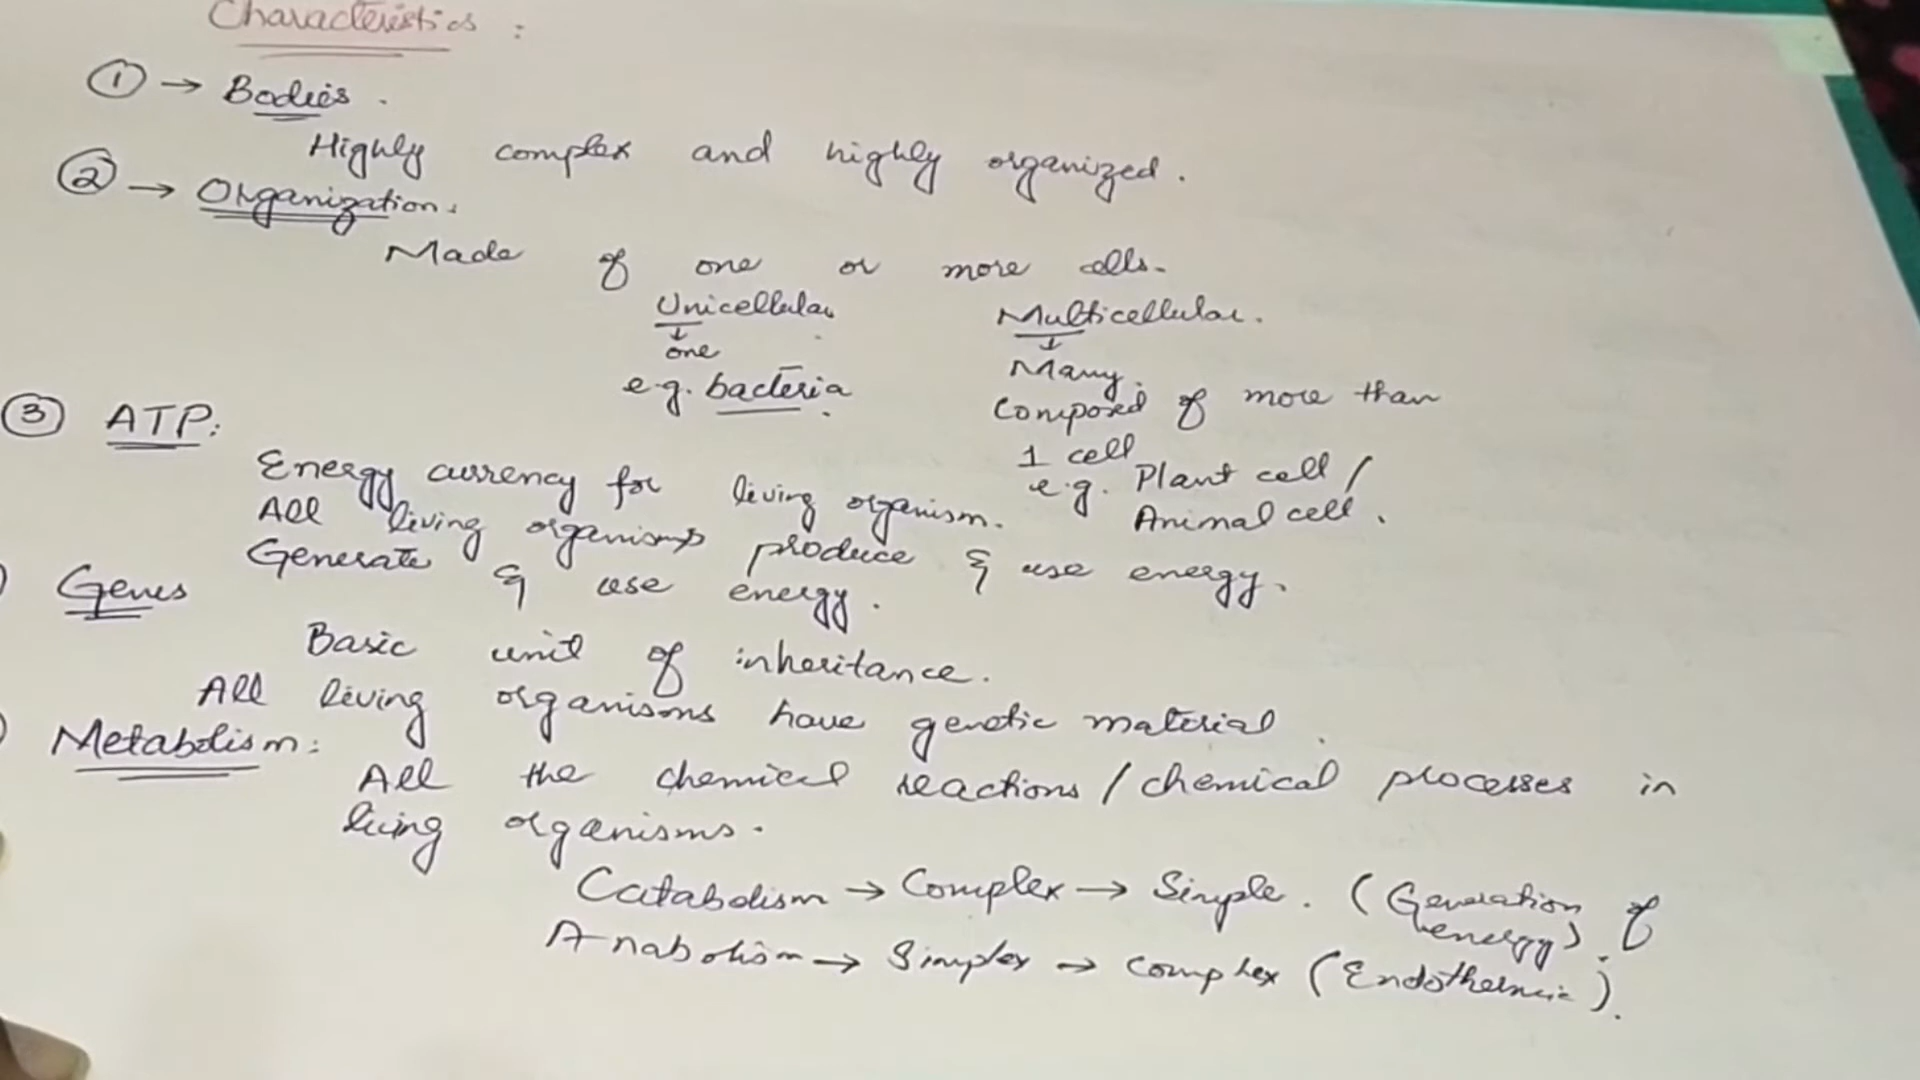 Characteristics :
① → Bodies .
Highly complex and highly organized .
② → Organization .
Made of one or more cells .
Unicellular Multicellular .
↓ ↓
one Many .
e.g. bacteria Composed of more than
1 cell
e.g. Plant cell /
Animal cell .
③ ATP :
Energy currency for living organism .
All living organisms produce & use energy .
Generate & use energy .
Genes
Basic unit of inheritance .
All living organisms have genetic material .
Metabolism :
All the chemical reactions / chemical processes in
living organisms .
Catabolism → Complex → Simple . ( Generation of
energy ) .
Anabolism → Simplex → complex ( Endothermic ) .